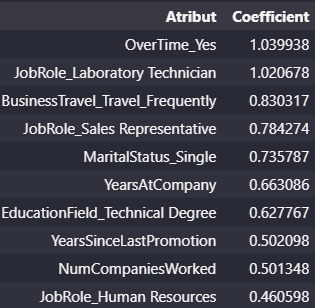 Atribut Coefficient
OverTime_Yes 1.039938
JobRole_Laboratory Technician 1.020678
BusinessTravel_Travel_Frequently 0.830317
JobRole_Sales Representative 0.784274
MaritalStatus_Single 0.735787
YearsAtCompany 0.663086
EducationField_Technical Degree 0.627767
YearsSinceLastPromotion 0.502098
NumCompaniesWorked 0.501348
JobRole_Human Resources 0.460598